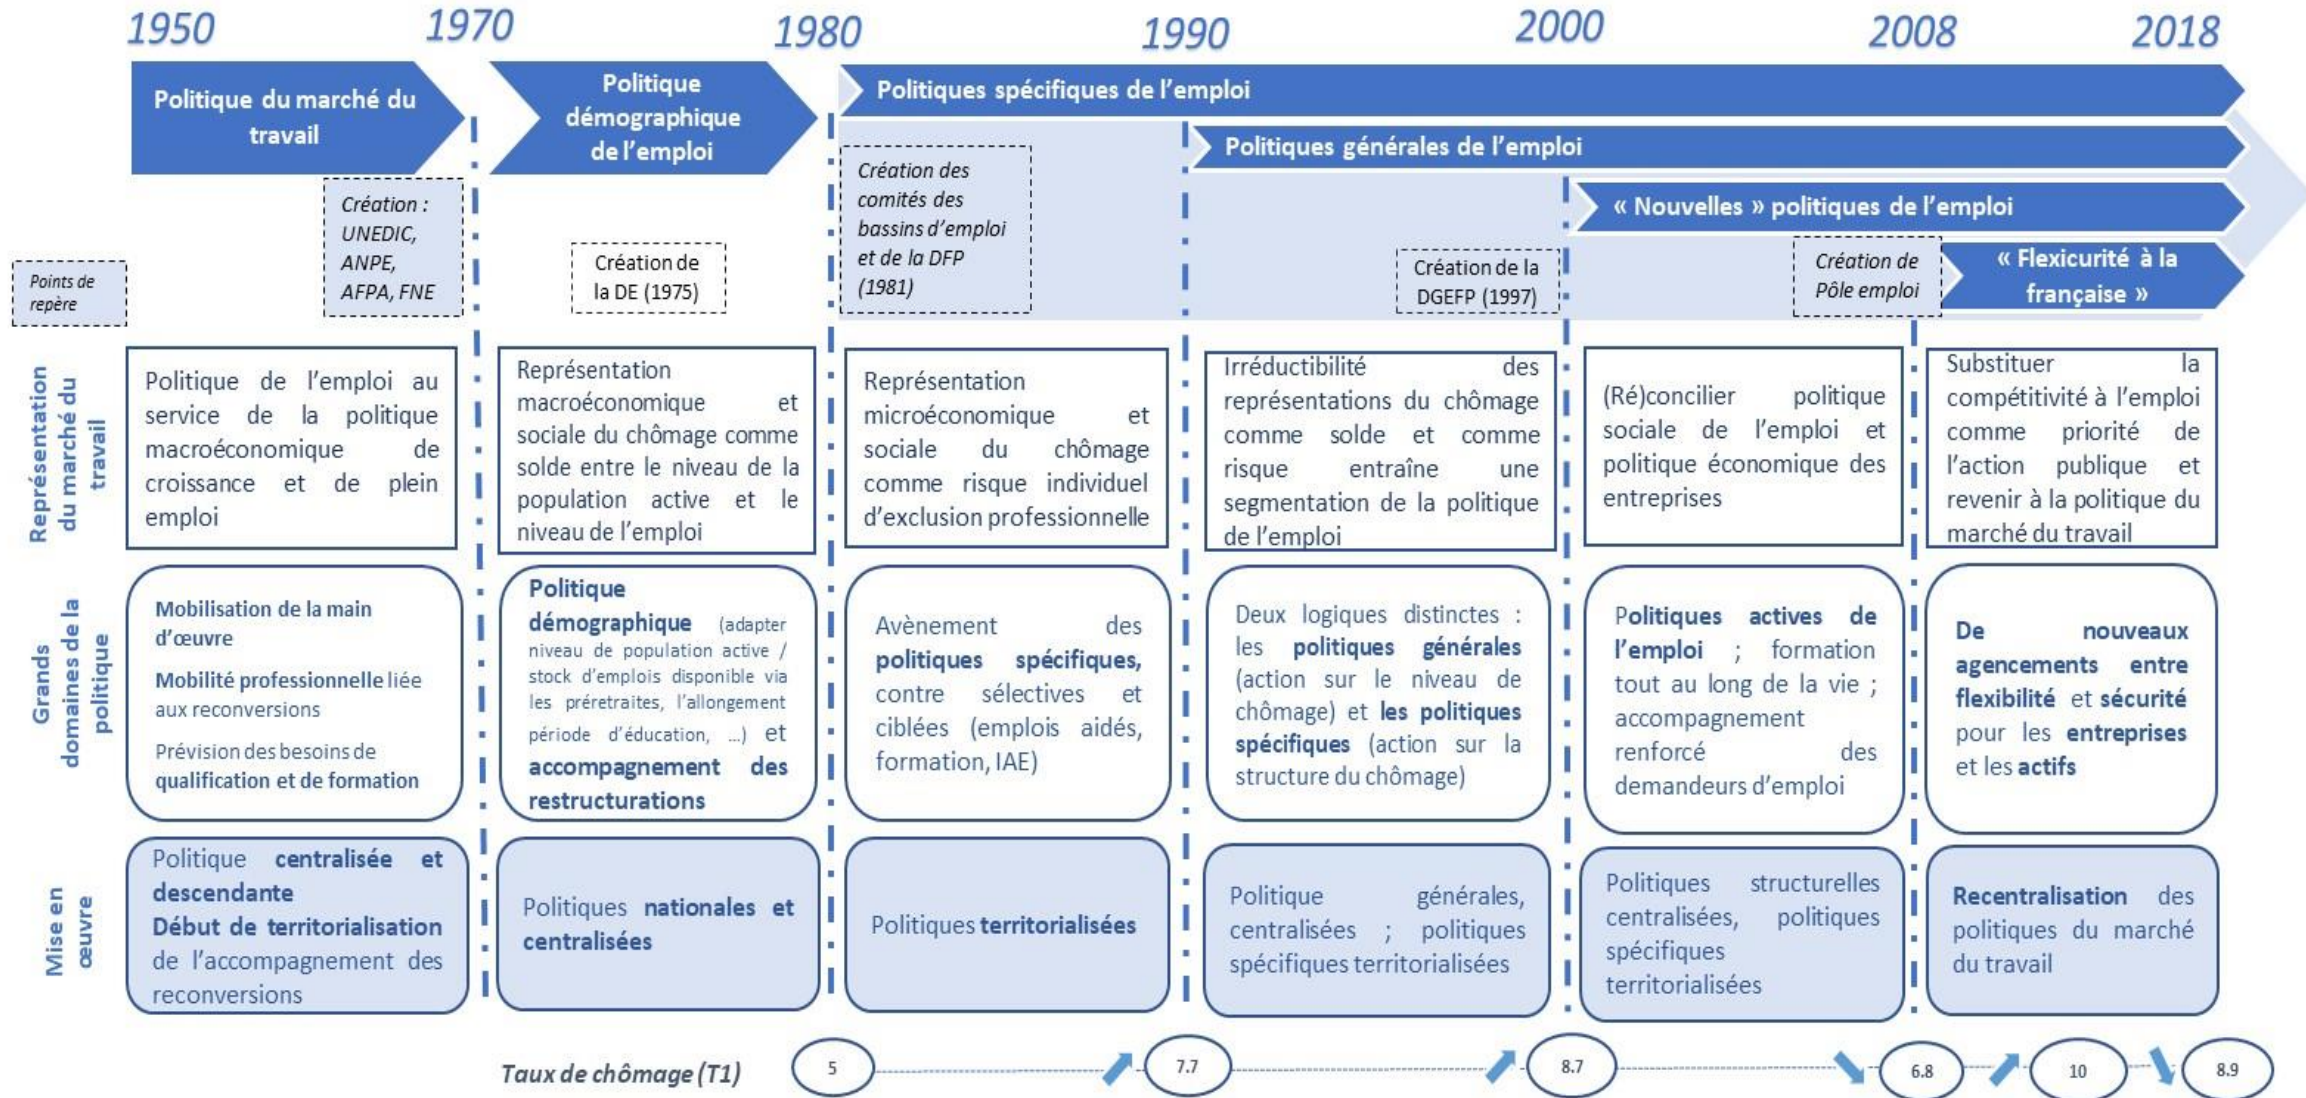 1950
1970
1980
1990
2000
2008
2018
Politique du marché du
travail
Politique
démographique
de l'emploi
Politiques spécifiques de l'emploi
Politiques générales de l'emploi
« Nouvelles » politiques de l'emploi
« Flexicurité à la
française »
Points de
repère
Création :
UNEDIC,
ANPE,
AFPA, FNE
Création de
la DE (1975)
Création des
comités des
bassins d'emploi
et de la DFP
(1981)
Création de la
DGEFP (1997)
Création de
Pôle emploi
Représentation
du marché du
travail
Politique de l'emploi au
service de la politique
macroéconomique de
croissance et de plein
emploi
Représentation
macroéconomique et
sociale du chômage comme
solde entre le niveau de la
population active et le
niveau de l'emploi
Représentation
microéconomique et
sociale du chômage
comme risque individuel
d'exclusion professionnelle
Irréductibilité des
représentations du chômage
comme solde et comme
risque entraîne une
segmentation de la politique
de l'emploi
(Ré)concilier politique
sociale de l'emploi et
politique économique des
entreprises
Substituer la
compétitivité à l'emploi
comme priorité de
l'action publique et
revenir à la politique du
marché du travail
Grands
domaines de la
politique
Mobilisation de la main
d'œuvre
Mobilité professionnelle liée
aux reconversions
Prévision des besoins de
qualification et de formation
Politique
démographique (adapter
niveau de population active /
stock d'emplois disponible via
les préretraites, l'allongement
période d'éducation, ...) et
accompagnement des
restructurations
Avènement des
politiques spécifiques,
contre sélectives et
ciblées (emplois aidés,
formation, IAE)
Deux logiques distinctes :
les politiques générales
(action sur le niveau de
chômage) et les politiques
spécifiques (action sur la
structure du chômage)
Politiques actives de
l'emploi ; formation
tout au long de la vie ;
accompagnement
renforcé des
demandeurs d'emploi
De nouveaux
agencements entre
flexibilité et sécurité
pour les entreprises
et les actifs
Mise en
œuvre
Politique centralisée et
descendante
Début de territorialisation
de l'accompagnement des
reconversions
Politiques nationales et
centralisées
Politiques territorialisées
Politique générales,
centralisées ; politiques
spécifiques territorialisées
Politiques structurelles
centralisées, politiques
spécifiques
territorialisées
Recentralisation des
politiques du marché
du travail
Taux de chômage (T1)
5
7.7
8.7
6.8
10
8.9